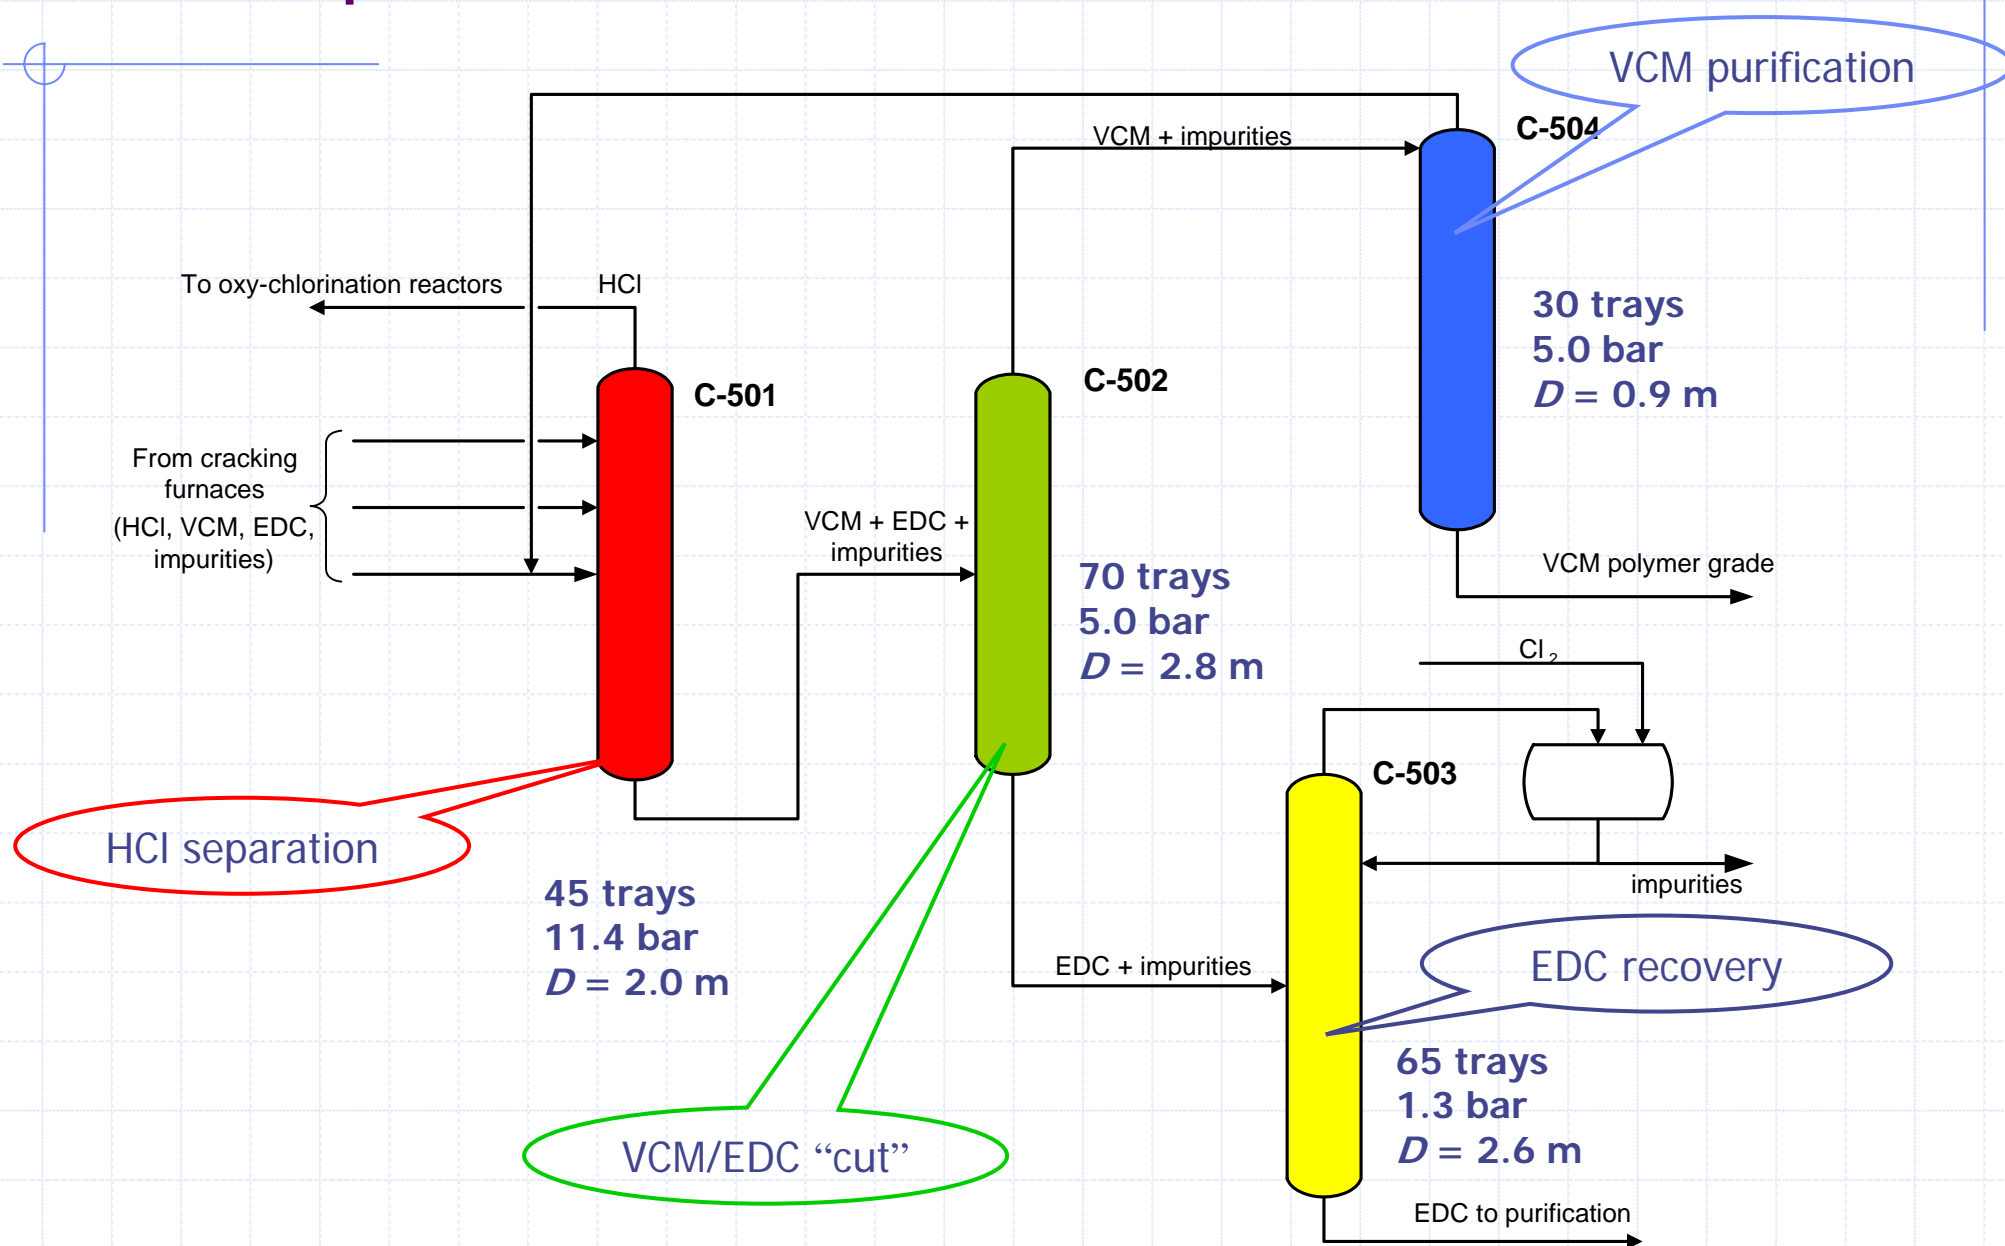 VCM purification
C-504
VCM + impurities
To oxy-chlorination reactors
HCl
30 trays
5.0 bar
D = 0.9 m
C-501
C-502
From cracking
furnaces
(HCl, VCM, EDC,
impurities)
VCM + EDC +
impurities
VCM polymer grade
70 trays
5.0 bar
D = 2.8 m
Cl 2
C-503
HCl separation
impurities
45 trays
11.4 bar
D = 2.0 m
EDC + impurities
EDC recovery
65 trays
1.3 bar
D = 2.6 m
VCM/EDC “cut”
EDC to purification